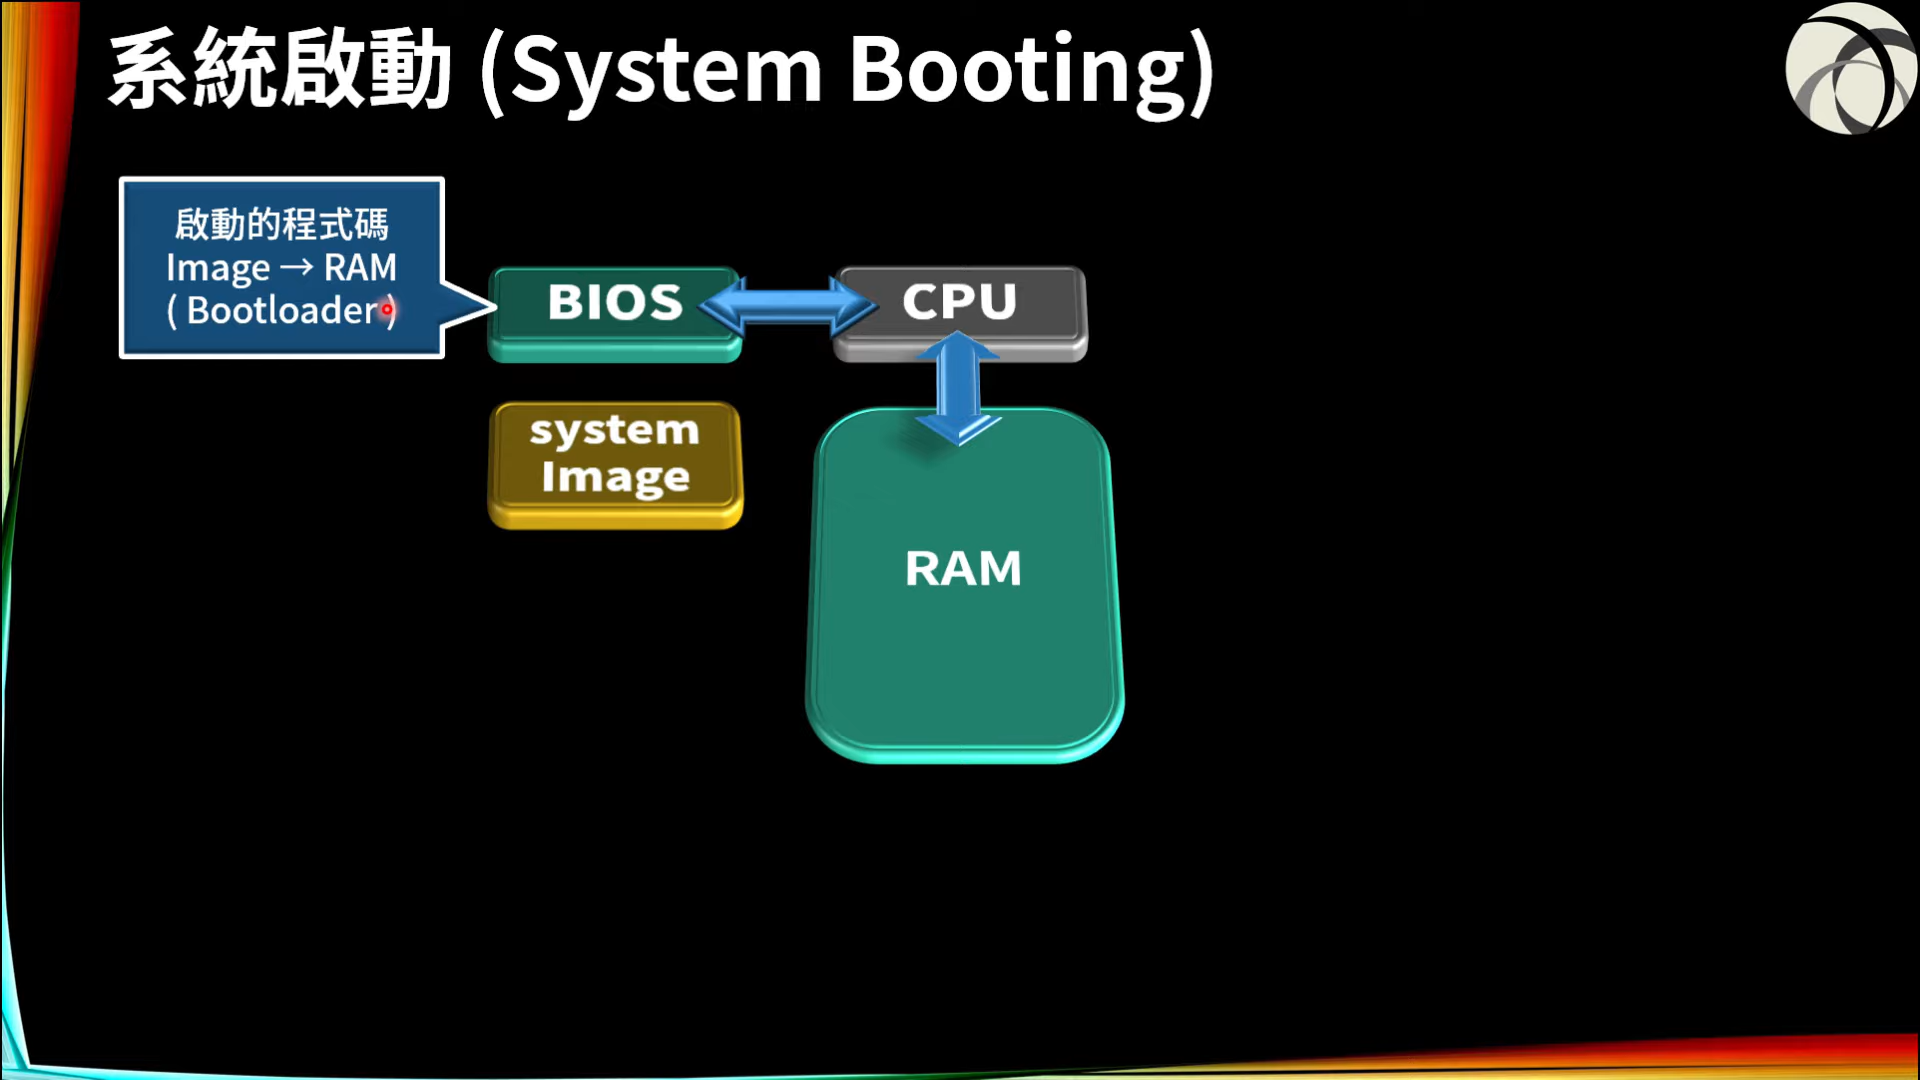 系統啟動 (System Booting)
啟動的程式碼
Image → RAM
( Bootloader )
BIOS
CPU
system
Image
RAM